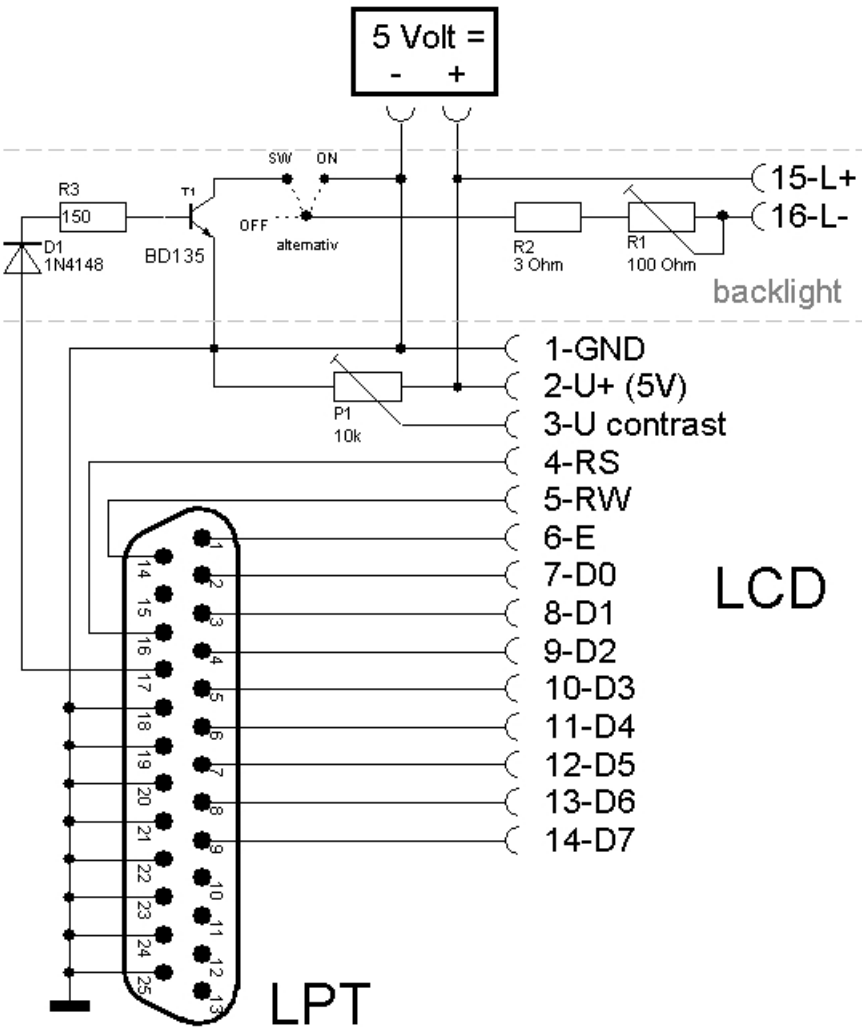 5 Volt =
- +
SW ON
15-L+
R3
150
T1
16-L-
OFF
D1
1N4148
BD135
alternativ
R2
3 Ohm
R1
100 Ohm
backlight
1-GND
2-U+ (5V)
P1
10k
3-U contrast
4-RS
5-RW
6-E
7-D0
8-D1
9-D2
10-D3
11-D4
12-D5
13-D6
14-D7
LCD
1
2
3
4
5
6
7
8
9
10
11
12
13
14
15
16
17
18
19
20
21
22
23
24
25
LPT